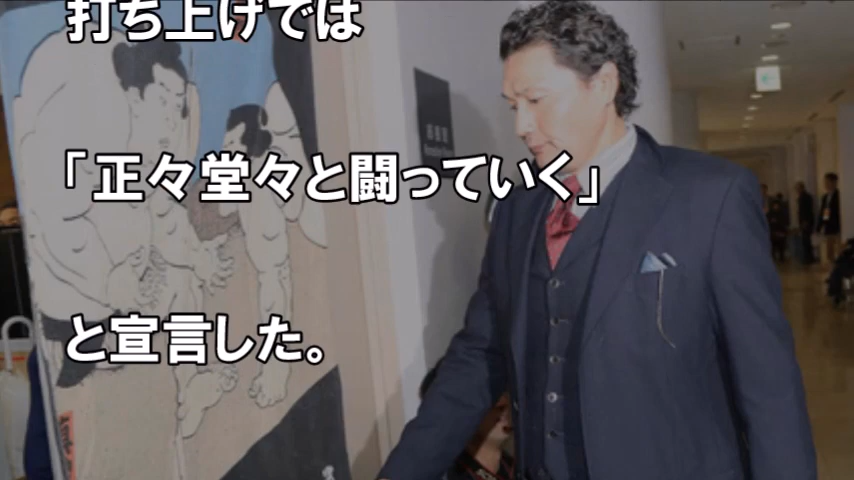 打ち上げでは
「正々堂々と闘っていく」
と宣言した。